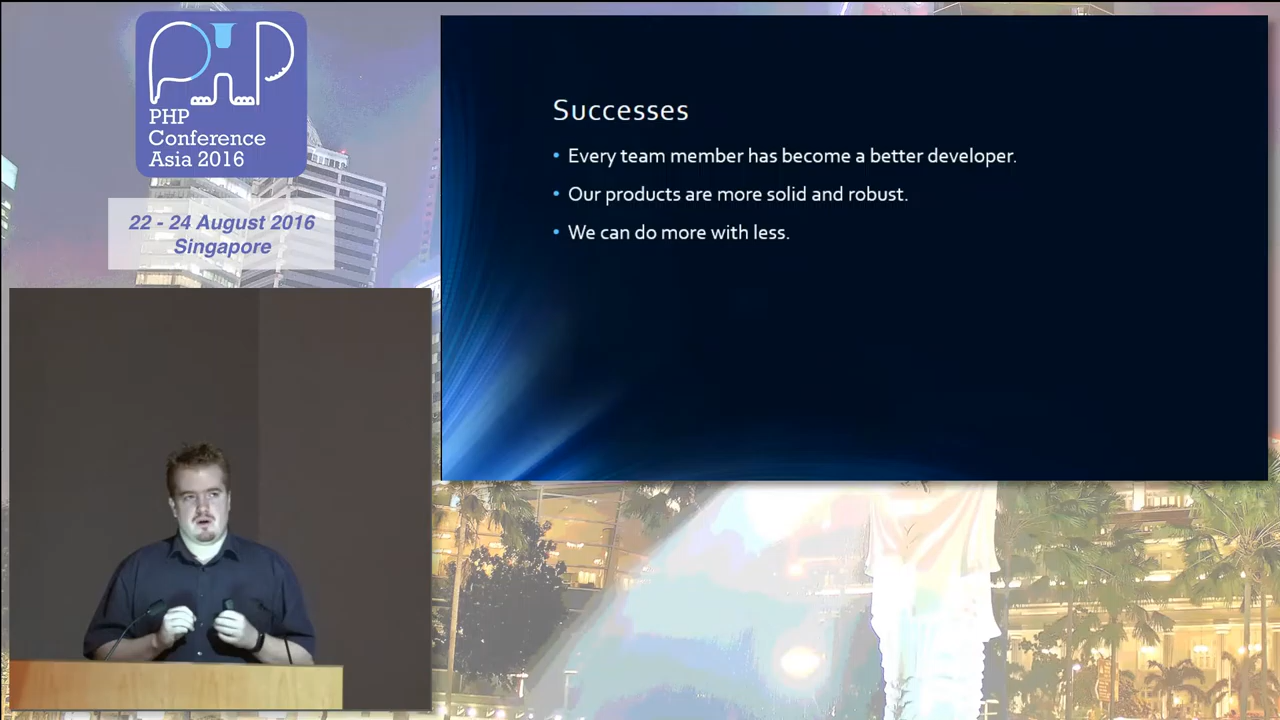 PHP
PHP
Conference
Asia 2016
22 - 24 August 2016
Singapore
Successes
• Every team member has become a better developer.
• Our products are more solid and robust.
• We can do more with less.